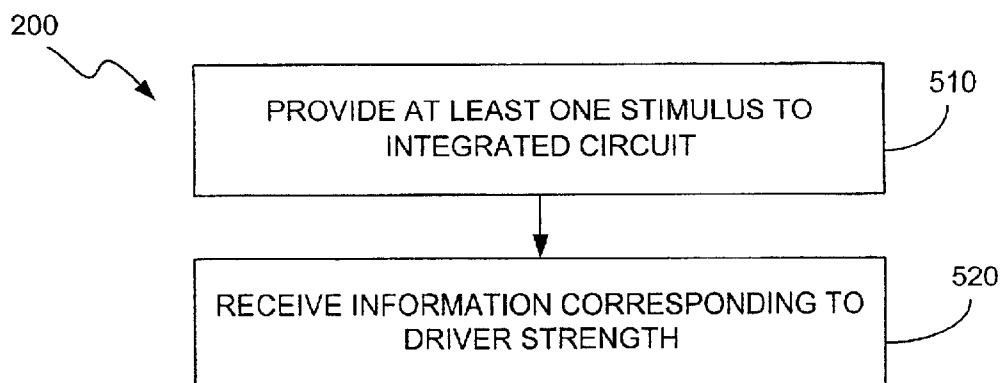 200
510
PROVIDE AT LEAST ONE STIMULUS TO
INTEGRATED CIRCUIT
520
RECEIVE INFORMATION CORRESPONDING TO
DRIVER STRENGTH